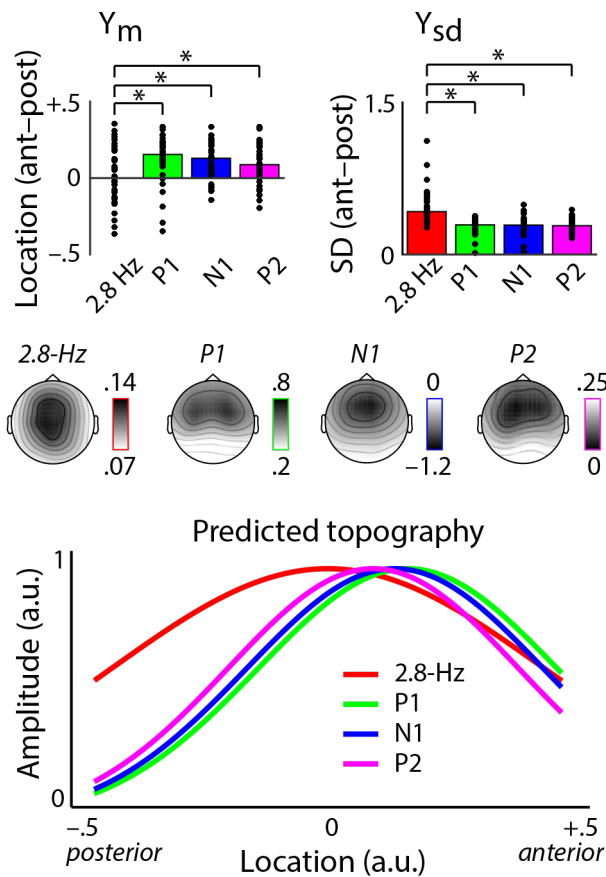 Ym
Location (ant–post)
+.5
0
–.5
*
*
*
2.8 Hz
P1
N1
P2
Ysd
SD (ant–post)
1.5
0
*
*
*
2.8 Hz
P1
N1
P2
2.8-Hz
.14
.07
P1
.8
.2
N1
0
–1.2
P2
.25
0
Predicted topography
Amplitude (a.u.)
1
0
2.8-Hz
P1
N1
P2
–.5
0
+.5
posterior
anterior
Location (a.u.)